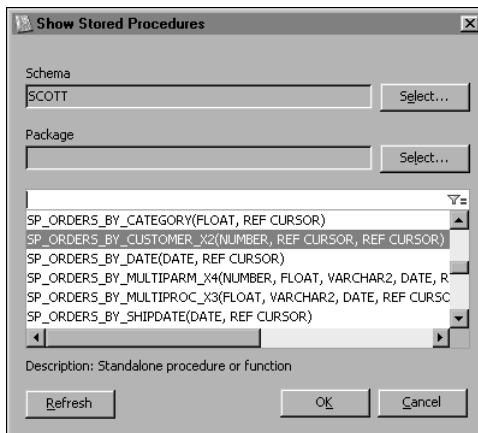 Show Stored Procedures
Schema
SCOTT
Select...
Package
Select...
SP_ORDERS_BY_CATEGORY(FLOAT, REF CURSOR)
SP_ORDERS_BY_CUSTOMER_X2(NUMBER, REF CURSOR, REF CURSOR)
SP_ORDERS_BY_DATE(DATE, REF CURSOR)
SP_ORDERS_BY_MULTIPARM_X4(NUMBER, FLOAT, VARCHAR2, DATE, R
SP_ORDERS_BY_MULTIPROC_X3(FLOAT, VARCHAR2, DATE, REF CURSC
SP_ORDERS_BY_SHIPDATE(DATE, REF CURSOR)
Description: Standalone procedure or function
Refresh
OK
Cancel